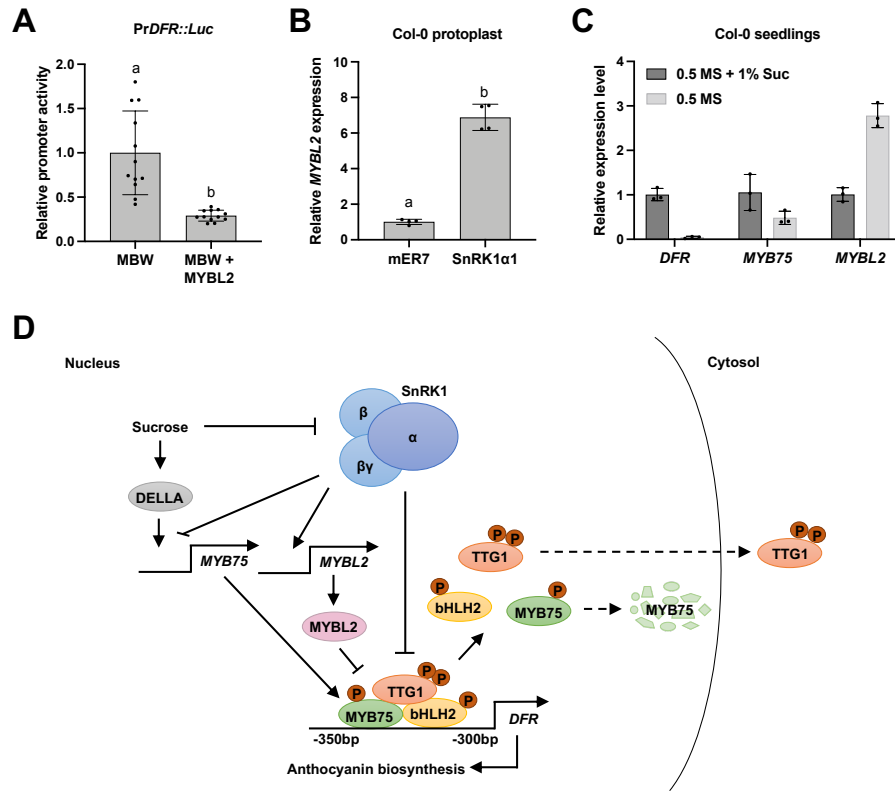 A
PrDFR::Luc
Relative promoter activity
2.0
1.5
1.0
0.5
0.0
a
b
MBW
MBW +
MYBL2
B
Col-0 protoplast
Relative MYBL2 expression
10
8
6
4
2
0
a
b
mER7
SnRK1α1
C
Col-0 seedlings
0.5 MS + 1% Suc
0.5 MS
Relative expression level
4
3
2
1
0
DFR
MYB75
MYBL2
D
Nucleus
Cytosol
SnRK1
Sucrose
β
α
βγ
DELLA
MYB75
MYBL2
P
P
TTG1
P
P
TTG1
P
bHLH2
P
MYB75
MYB75
MYBL2
P
P
TTG1
P
MYB75
P
bHLH2
DFR
-350bp
-300bp
Anthocyanin biosynthesis